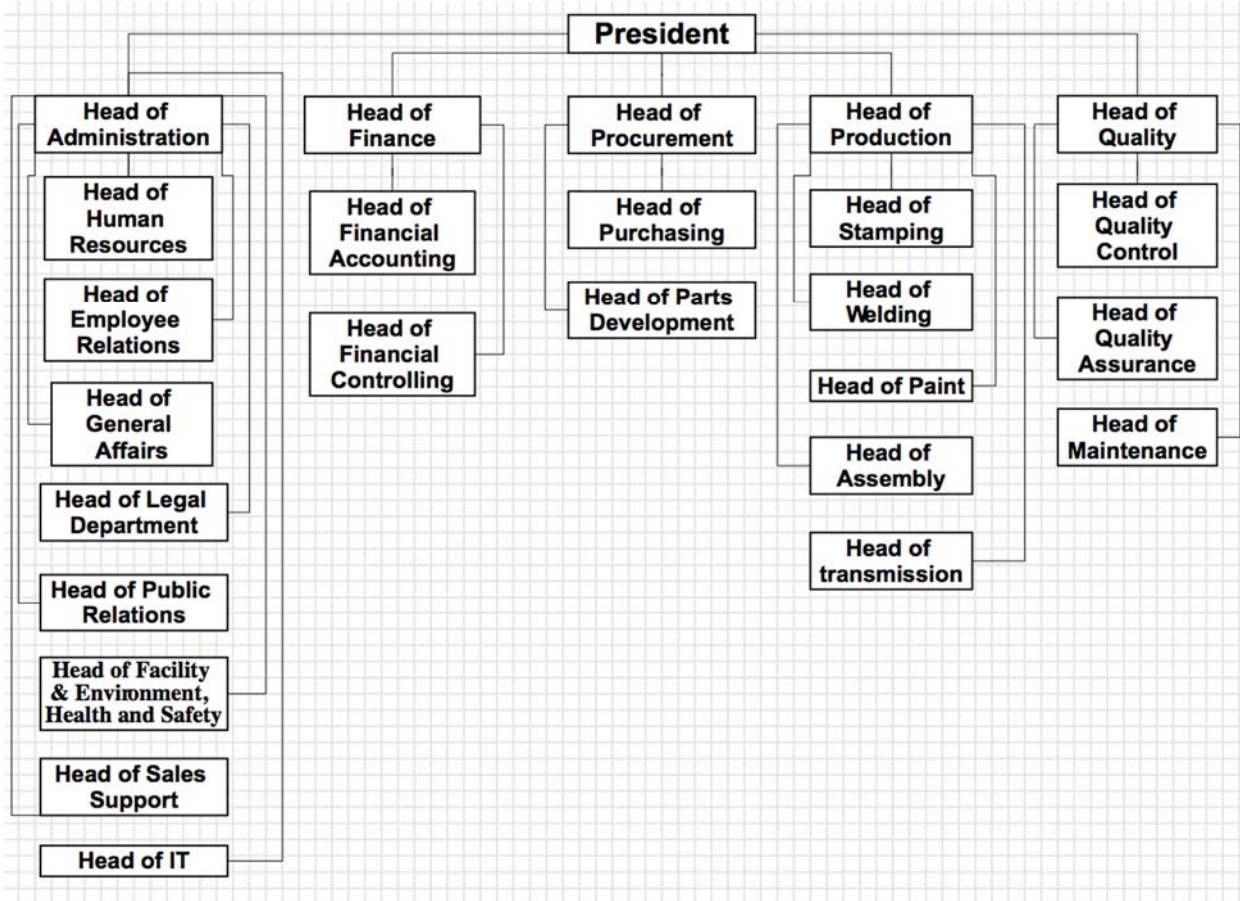 President
Head of
Administration
Head of
Human
Resources
Head of
Employee
Relations
Head of
General
Affairs
Head of Legal
Department
Head of Public
Relations
Head of Facility
& Environment,
Health and Safety
Head of Sales
Support
Head of IT
Head of
Finance
Head of
Financial
Accounting
Head of
Financial
Controlling
Head of
Procurement
Head of
Purchasing
Head of Parts
Development
Head of
Production
Head of
Stamping
Head of
Welding
Head of Paint
Head of
Assembly
Head of
transmission
Head of
Quality
Head of
Quality
Control
Head of
Quality
Assurance
Head of
Maintenance